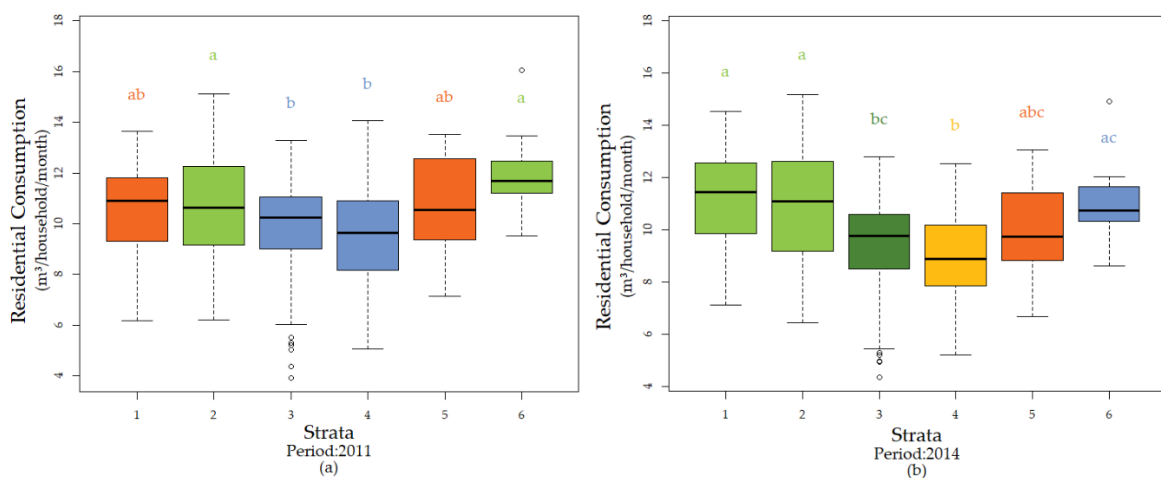 Residential Consumption
(m³/household/month)
18
16
14
12
10
8
6
4
ab
a
b
b
ab
a
1 2 3 4 5 6
Strata
Period:2011
(a)
Residential Consumption
(m³/household/month)
18
16
14
12
10
8
6
4
a
a
bc
b
abc
ac
1 2 3 4 5 6
Strata
Period:2014
(b)